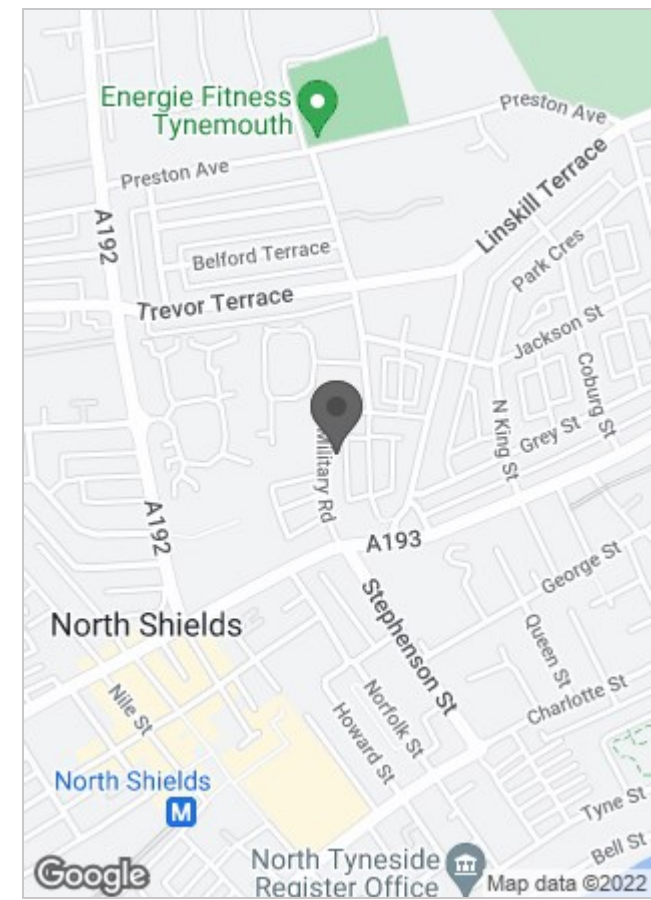 Energie Fitness
Tynemouth
Preston Ave
Preston Ave
Linskill Terrace
A192
Belford Terrace
Park Cres
Trevor Terrace
Jackson St
Coburg St
N King St
Grey St
Military Rd
A192
A193
George St
Stephenson St
North Shields
Queen St
Charlotte St
Nile St
Norfolk St
Howard St
North Shields
M
Tyne St
Bell St
North Tyneside
Register Office
Google
Map data ©2022